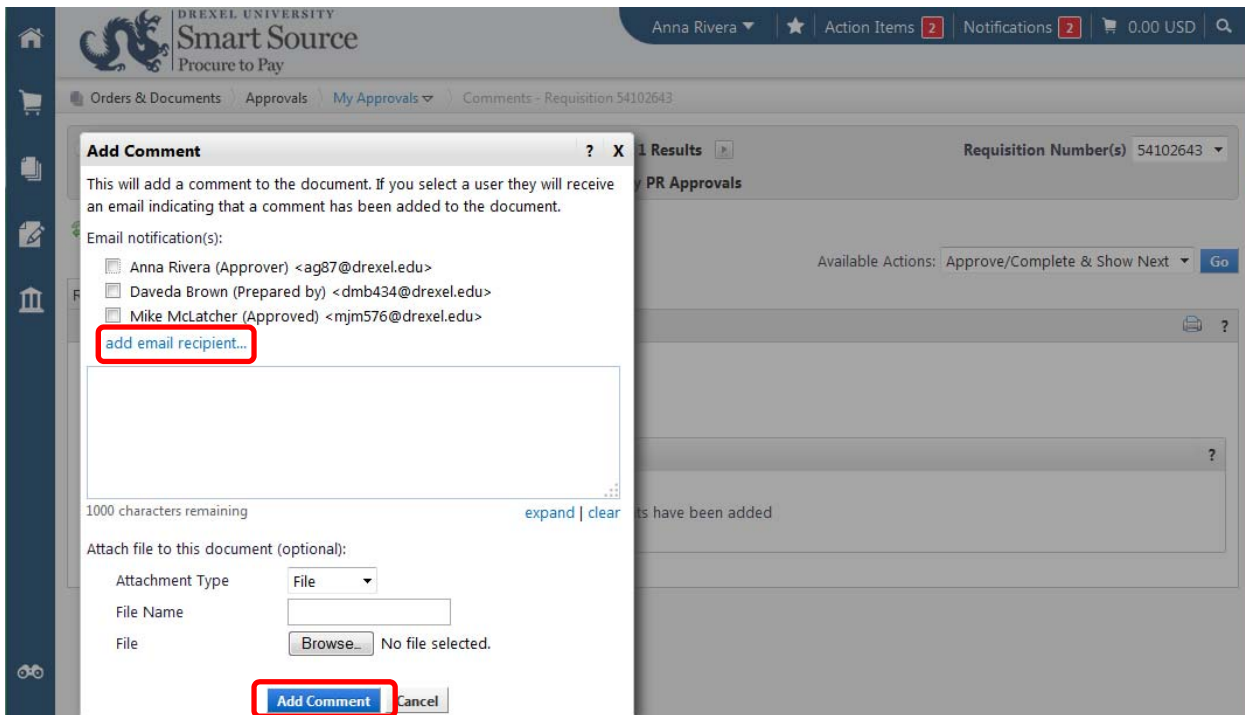 DREXEL UNIVERSITY
Smart Source
Procure to Pay
Anna Rivera Action Items 2 Notifications 2 0.00 USD
Orders & Documents Approvals My Approvals Comments - Requisition 54102643
Add Comment ? X
1 Results Requisition Number(s) 54102643
PR Approvals
This will add a comment to the document. If you select a user they will receive
an email indicating that a comment has been added to the document.
Email notification(s):
Available Actions: Approve/Complete & Show Next Go
Anna Rivera (Approver) <ag87@drexel.edu>
Daveda Brown (Prepared by) <dmb434@drexel.edu>
Mike McLatcher (Approved) <mjm576@drexel.edu>
add email recipient...
?
?
1000 characters remaining expand | clear
have been added
Attach file to this document (optional):
Attachment Type File
File Name
File Browse_ No file selected.
Add Comment Cancel